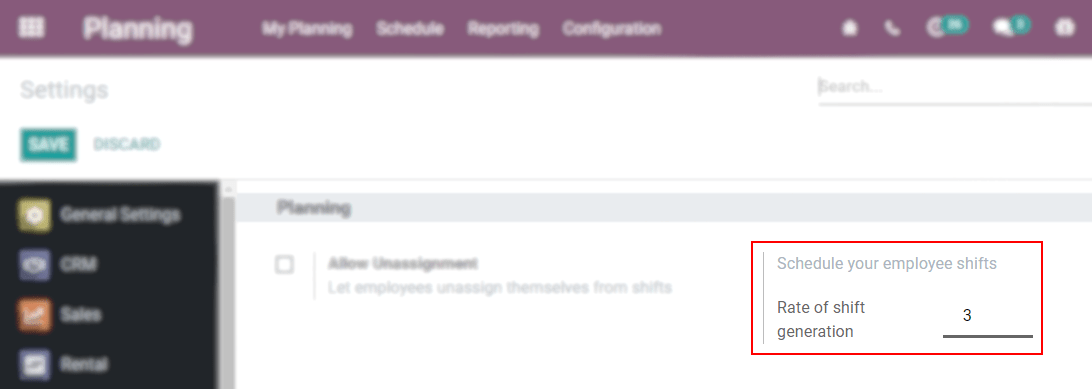 Planning
My Planning Schedule Reporting Configuration
36
5
Settings
Search...
SAVE DISCARD
General Settings
CRM
Sales
Rental
Planning
Allow Unassignment
Let employees unassign themselves from shifts
Schedule your employee shifts
Rate of shift
generation
3